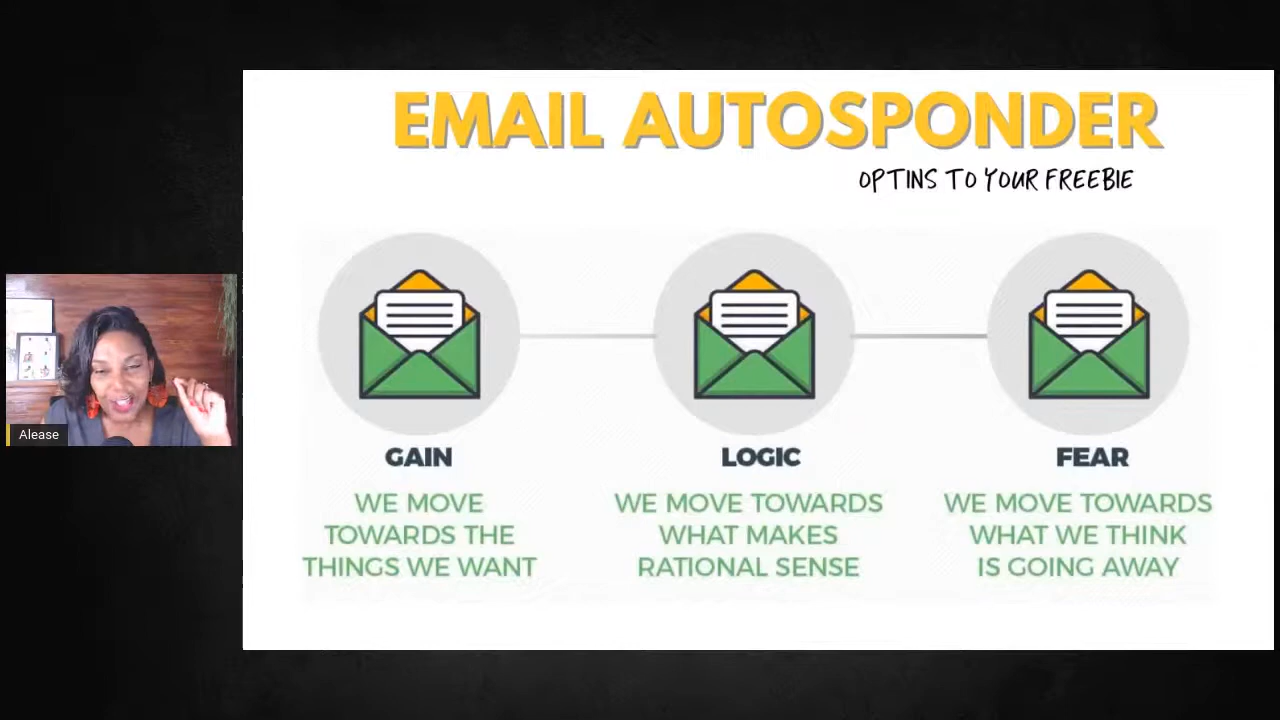 EMAIL AUTOSPONDER
OPTINS TO YOUR FREEBIE
Alease
GAIN
WE MOVE
TOWARDS THE
THINGS WE WANT
LOGIC
WE MOVE TOWARDS
WHAT MAKES
RATIONAL SENSE
FEAR
WE MOVE TOWARDS
WHAT WE THINK
IS GOING AWAY